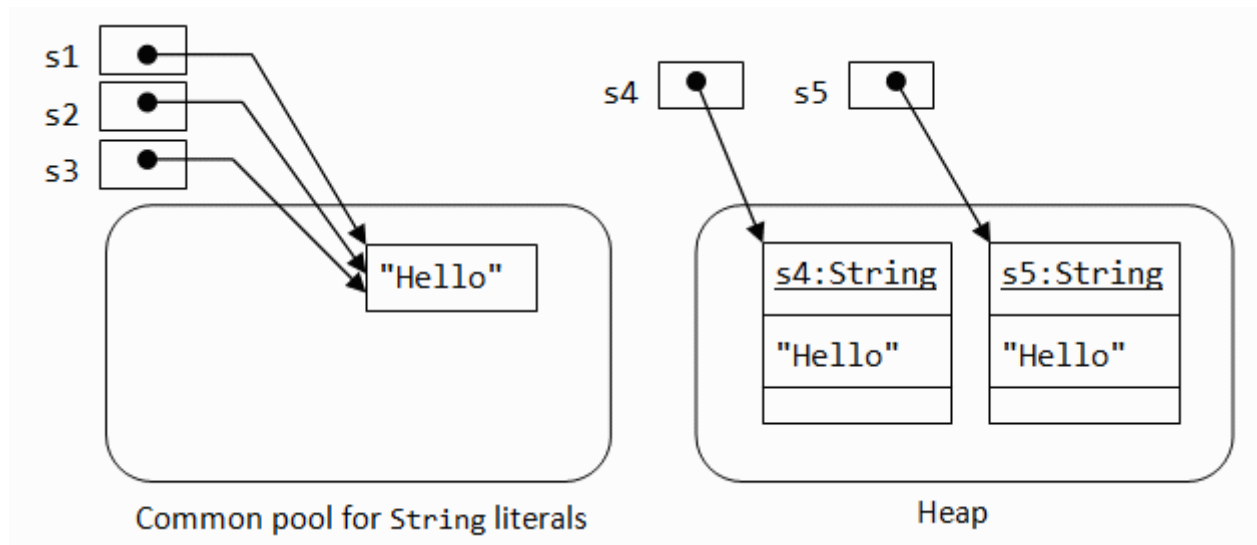 s1
s2
s3
s4
s5
"Hello"
s4:String
"Hello"
s5:String
"Hello"
Common pool for String literals
Heap